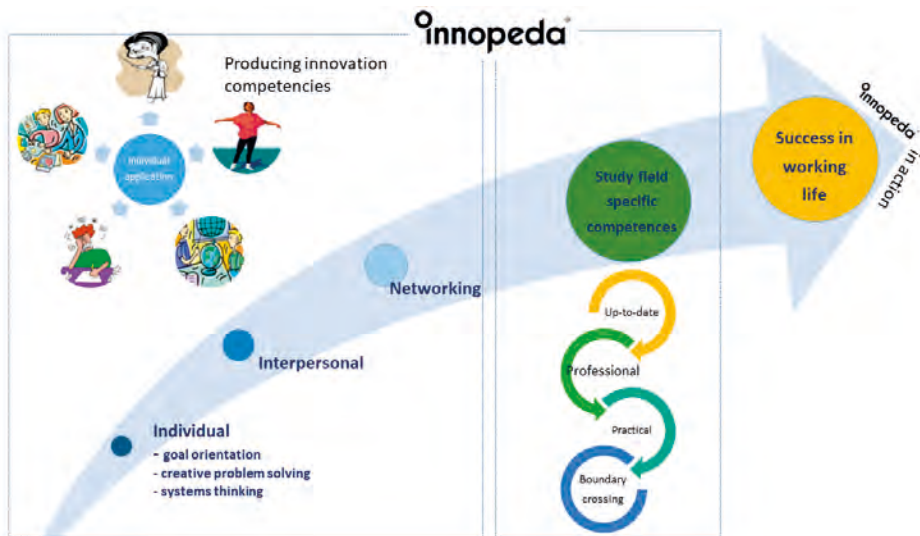 innopeda®
Producing innovation
competencies
Individual
application
Networking
Interpersonal
Individual
- goal orientation
- creative problem solving
- systems thinking
Study field
specific
competences
Up-to-date
Professional
Practical
Boundary
crossing
Success in
working
life
innopeda
in action